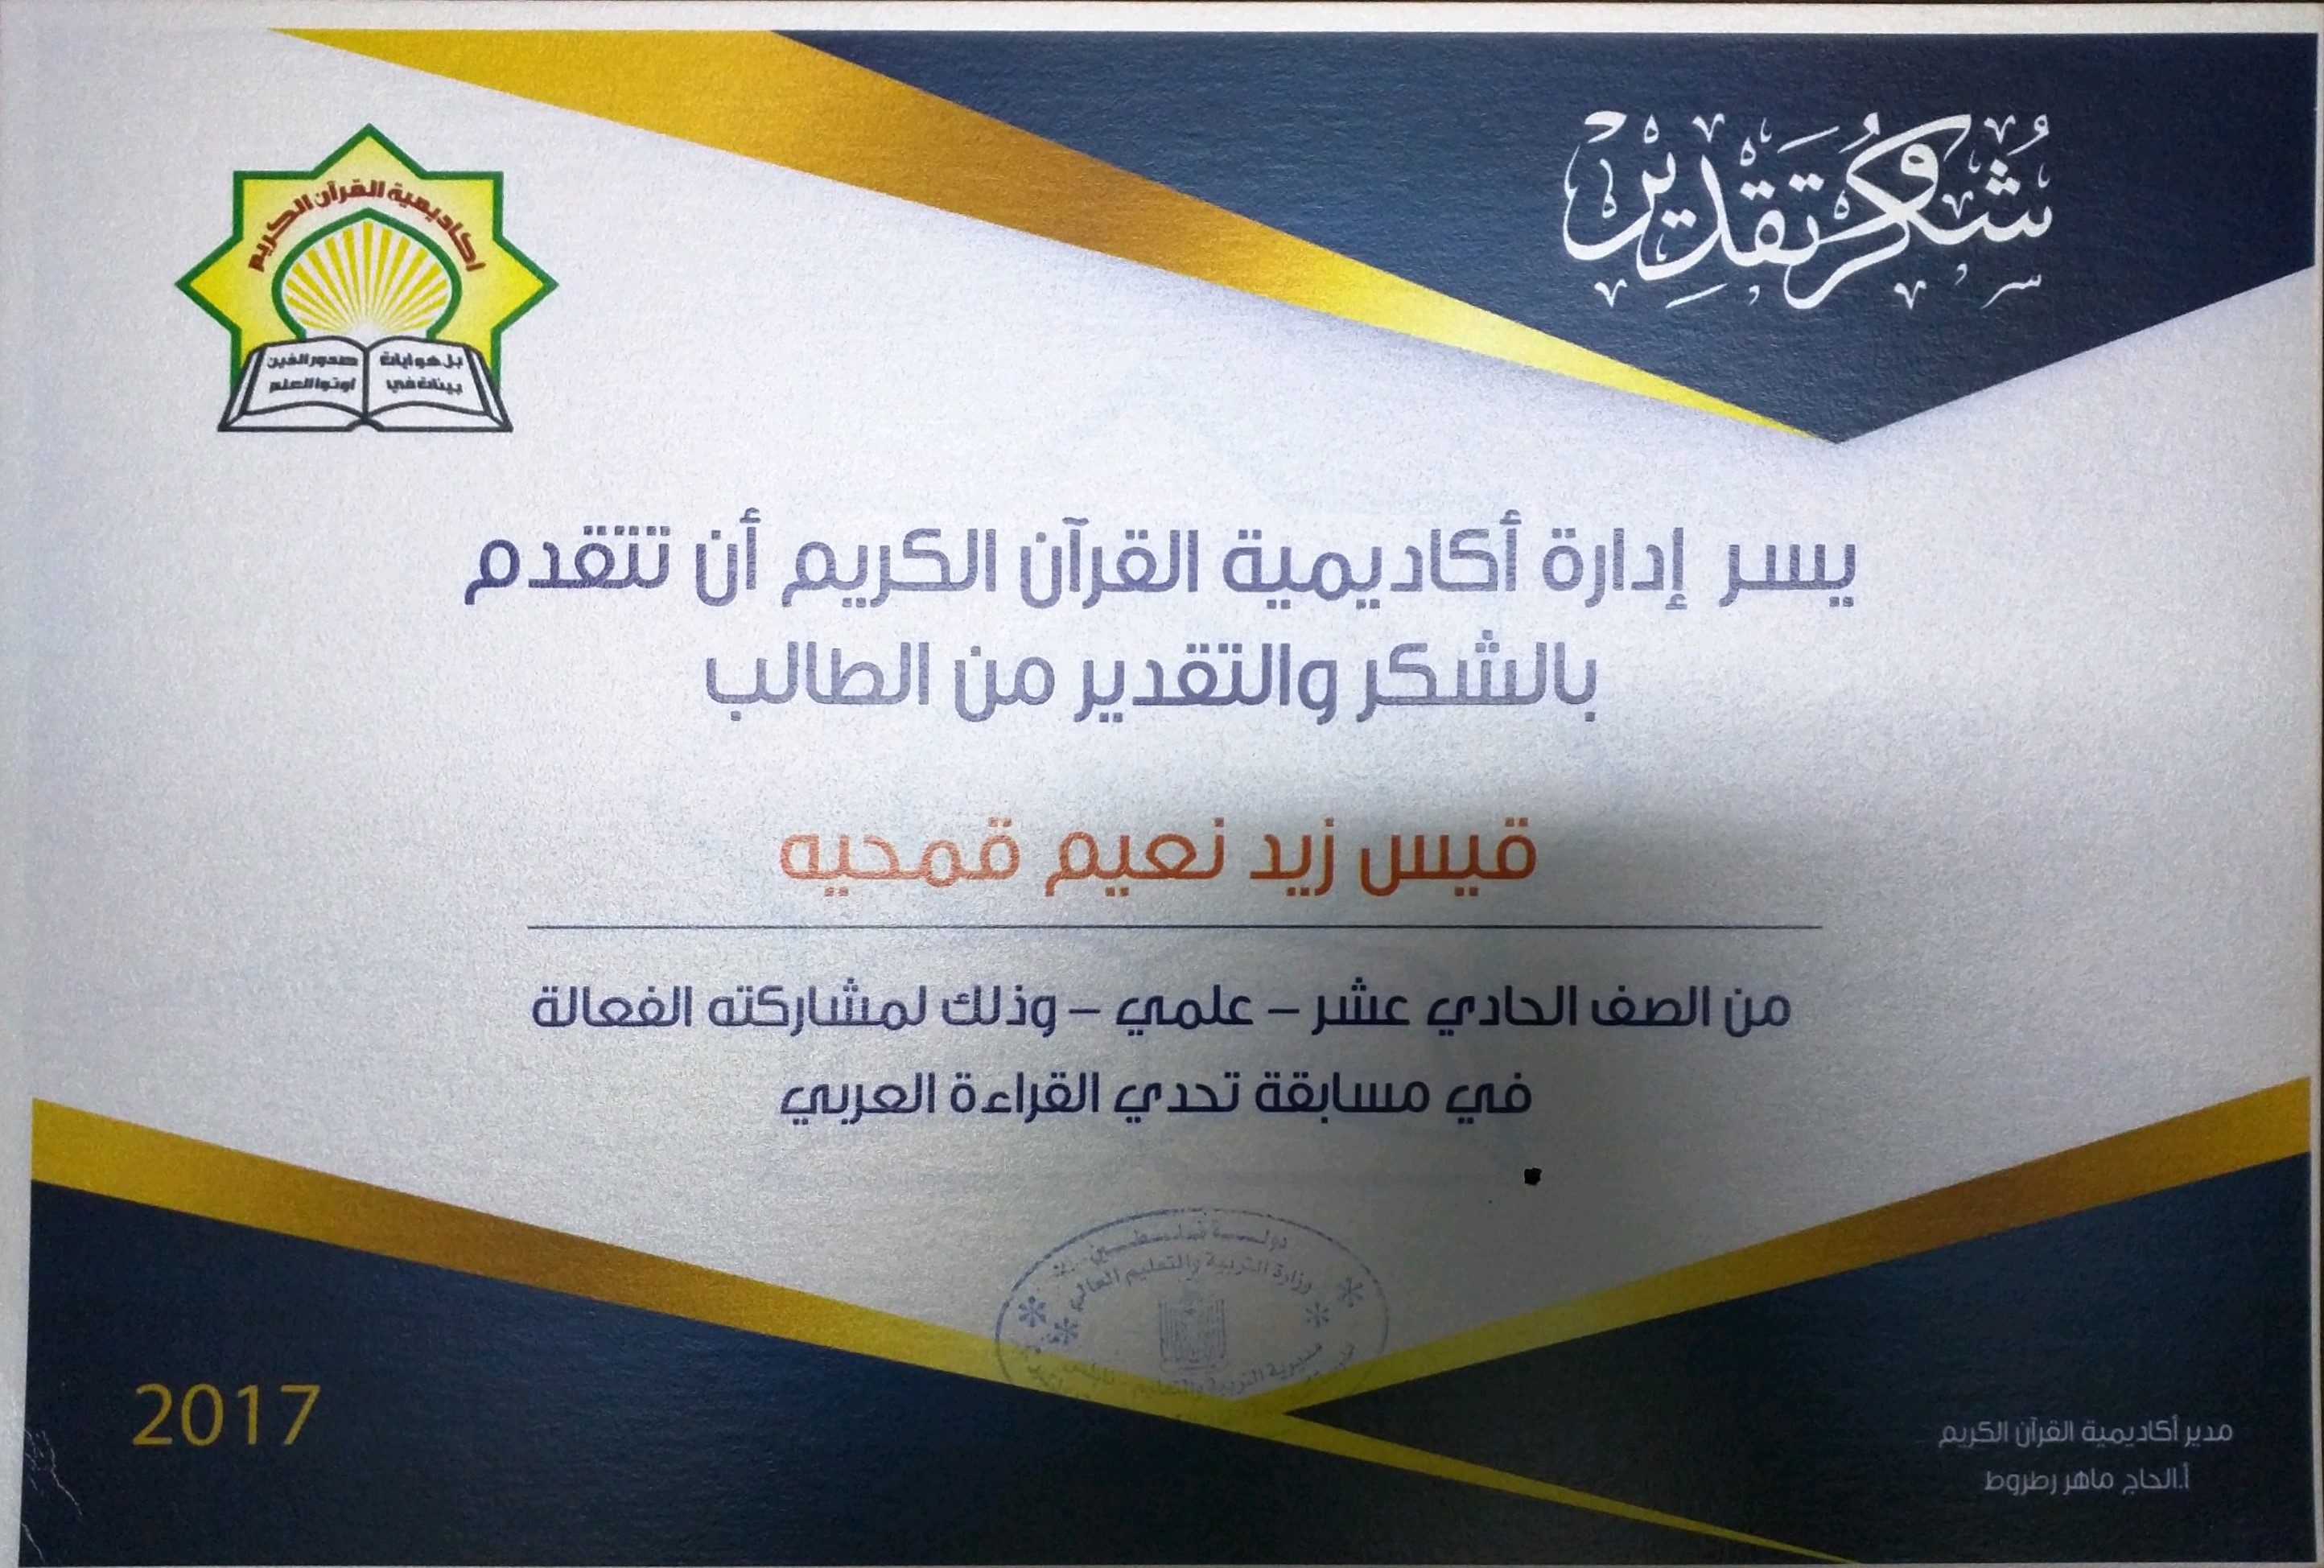 شكر وتقدير
أكاديمية القرآن الكريم
بل هو آيات
بينات في
صدور الذين
أوتوا العلم
يسر إدارة أكاديمية القرآن الكريم أن تتقدم
بالشكر والتقدير من الطالب
قيس زيد نعيم قمحيه
من الصف الحادي عشر – علمي – وذلك لمشاركته الفعالة
في مسابقة تحدي القراءة العربي
دولة فلسطين
وزارة التربية والتعليم العالي
مديرية التربية والتعليم - نابلس
2017
مدير أكاديمية القرآن الكريم
أ.الحاج ماهر رطروط